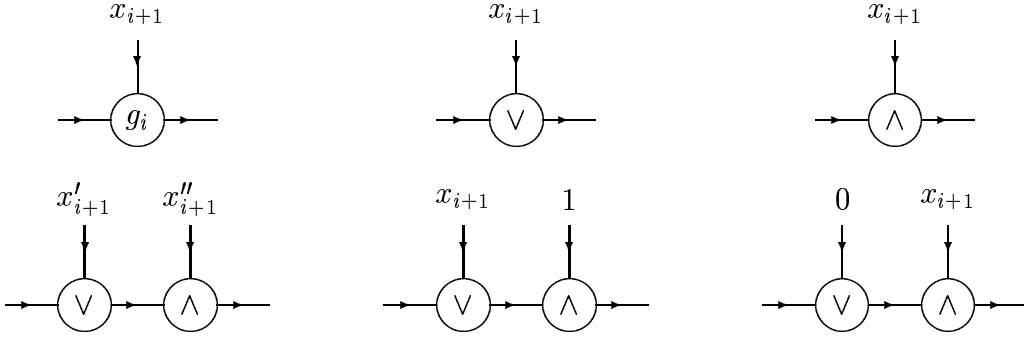 x_{i+1} x_{i+1} x_{i+1}
g_i ∨ ∧
x'_{i+1} x''_{i+1} x_{i+1} 1 0 x_{i+1}
∨ ∧ ∨ ∧ ∨ ∧